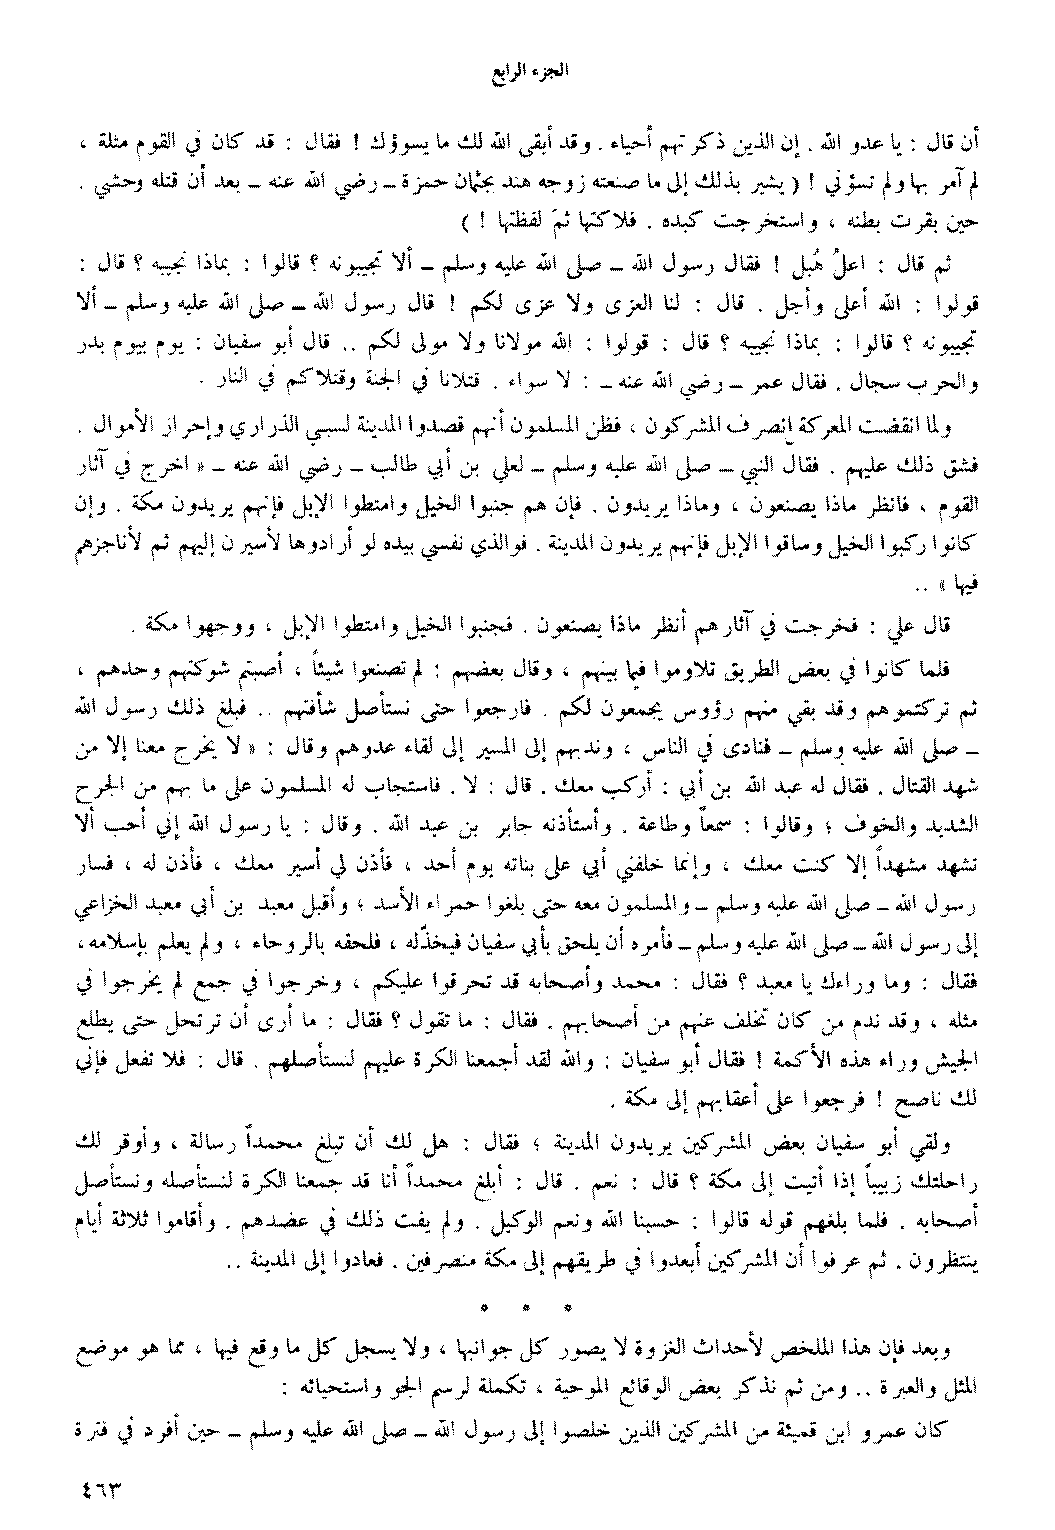 الجزء الرابع
أن قال : يا عدو الله . إن الذين ذكرتهم أحياء . وقد أبقى الله لك ما يسوؤك ! فقال : قد كان في القوم مثلة ،
لم آمر بها ولم تسؤني ! ( يشير بذلك إلى ما صنعته زوجه هند بجثمان حمزة – رضي الله عنه – بعد أن قتله وحشي .
حين بقرت بطنه ، واستخرجت كبده . فلاكتها ثمّ لفظتها ! )
ثم قال : اعلُ هُبل ! فقال رسول الله – صلى الله عليه وسلم – ألا تجيبونه ؟ قالوا : بماذا نجيبه ؟ قال :
قولوا : الله أعلى وأجل . قال : لنا العزى ولا عزى لكم ! قال رسول الله – صلى الله عليه وسلم – ألا
تجيبونه ؟ قالوا : بماذا نجيبه ؟ قال : قولوا : الله مولانا ولا مولى لكم .. قال أبو سفيان : يوم بيوم بدر
والحرب سجال . فقال عمر – رضي الله عنه – : لا سواء . قتلانا في الجنة وقتلاكم في النار .
ولما انقضت المعركة إنصرف المشركون ، فظن المسلمون أنهم قصدوا المدينة لسبي الذراري وإحراز الأموال .
فشق ذلك عليهم . فقال النبي – صلى الله عليه وسلم – لعلي بن أبي طالب – رضي الله عنه – « اخرج في آثار
القوم ، فانظر ماذا يصنعون ، وماذا يريدون . فإن هم جنبوا الخيل وامتطوا الإبل فإنهم يريدون مكة . وإن
كانوا ركبوا الخيل وساقوا الإبل فإنهم يريدون المدينة . فوالذي نفسي بيده لو أرادوها لأسيرن إليهم ثم لأناجزهم
فيها » ..
قال علي : فخرجت في آثارهم أنظر ماذا يصنعون . فجنبوا الخيل وامتطوا الإبل ، ووجهوا مكة .
فلما كانوا في بعض الطريق تلاوموا فيما بينهم ، وقال بعضهم : لم تصنعوا شيئاً ، أصبتم شوكتهم وحدهم ،
ثم تركتموهم وقد بقي منهم رؤوس يجمعون لكم . فارجعوا حتى نستأصل شأفتهم .. فبلغ ذلك رسول الله
– صلى الله عليه وسلم – فنادى في الناس ، وندبهم إلى المسير إلى لقاء عدوهم وقال : « لا يخرج معنا إلا من
شهد القتال . فقال له عبد الله بن أبي : أركب معك . قال : لا . فاستجاب له المسلمون على ما بهم من الجرح
الشديد والخوف ؛ وقالوا : سمعاً وطاعة . وأستأذنه جابر بن عبد الله . وقال : يا رسول الله إني أحب ألا
تشهد مشهداً إلا كنت معك ، وإنما خلفني أبي على بناته يوم أحد ، فأذن لي أسير معك ، فأذن له ، فسار
رسول الله – صلى الله عليه وسلم – والمسلمون معه حتى بلغوا حمراء الأسد ؛ وأقبل معبد بن أبي معبد الخزاعي
إلى رسول الله – صلى الله عليه وسلم – فأمره أن يلحق بأبي سفيان فيخذّله ، فلحقه بالروحاء ، ولم يعلم بإسلامه،
فقال : وما وراءك يا معبد ؟ فقال : محمد وأصحابه قد تحرقوا عليكم ، وخرجوا في جمع لم يخرجوا في
مثله ، وقد ندم من كان تخلف عنهم من أصحابهم . فقال : ما تقول ؟ فقال : ما أرى أن ترتحل حتى يطلع
الجيش وراء هذه الأكمة ! فقال أبو سفيان : والله لقد أجمعنا الكرة عليهم لنستأصلهم . قال : فلا تفعل فإني
لك ناصح ! فرجعوا على أعقابهم إلى مكة .
ولقي أبو سفيان بعض المشركين يريدون المدينة ؛ فقال : هل لك أن تبلغ محمداً رسالة ، وأوقر لك
راحلتك زبيباً إذا أتيت إلى مكة ؟ قال : نعم . قال : أبلغ محمداً أنا قد جمعنا الكرة لنستأصله ونستأصل
أصحابه . فلما بلغهم قوله قالوا : حسبنا الله ونعم الوكيل . ولم يفت ذلك في عضدهم . وأقاموا ثلاثة أيام
ينتظرون . ثم عرفوا أن المشركين أبعدوا في طريقهم إلى مكة منصرفين . فعادوا إلى المدينة ..
* * *
وبعد فإن هذا الملخص لأحداث الغزوة لا يصور كل جوانبها ، ولا يسجل كل ما وقع فيها ، مما هو موضع
المثل والعبرة .. ومن ثم نذكر بعض الوقائع الموحية ، تكملة لرسم الجو واستحيائه :
كان عمرو ابن قميئة من المشركين الذين خلصوا إلى رسول الله – صلى الله عليه وسلم – حين أفرد في فترة
٤٦٣